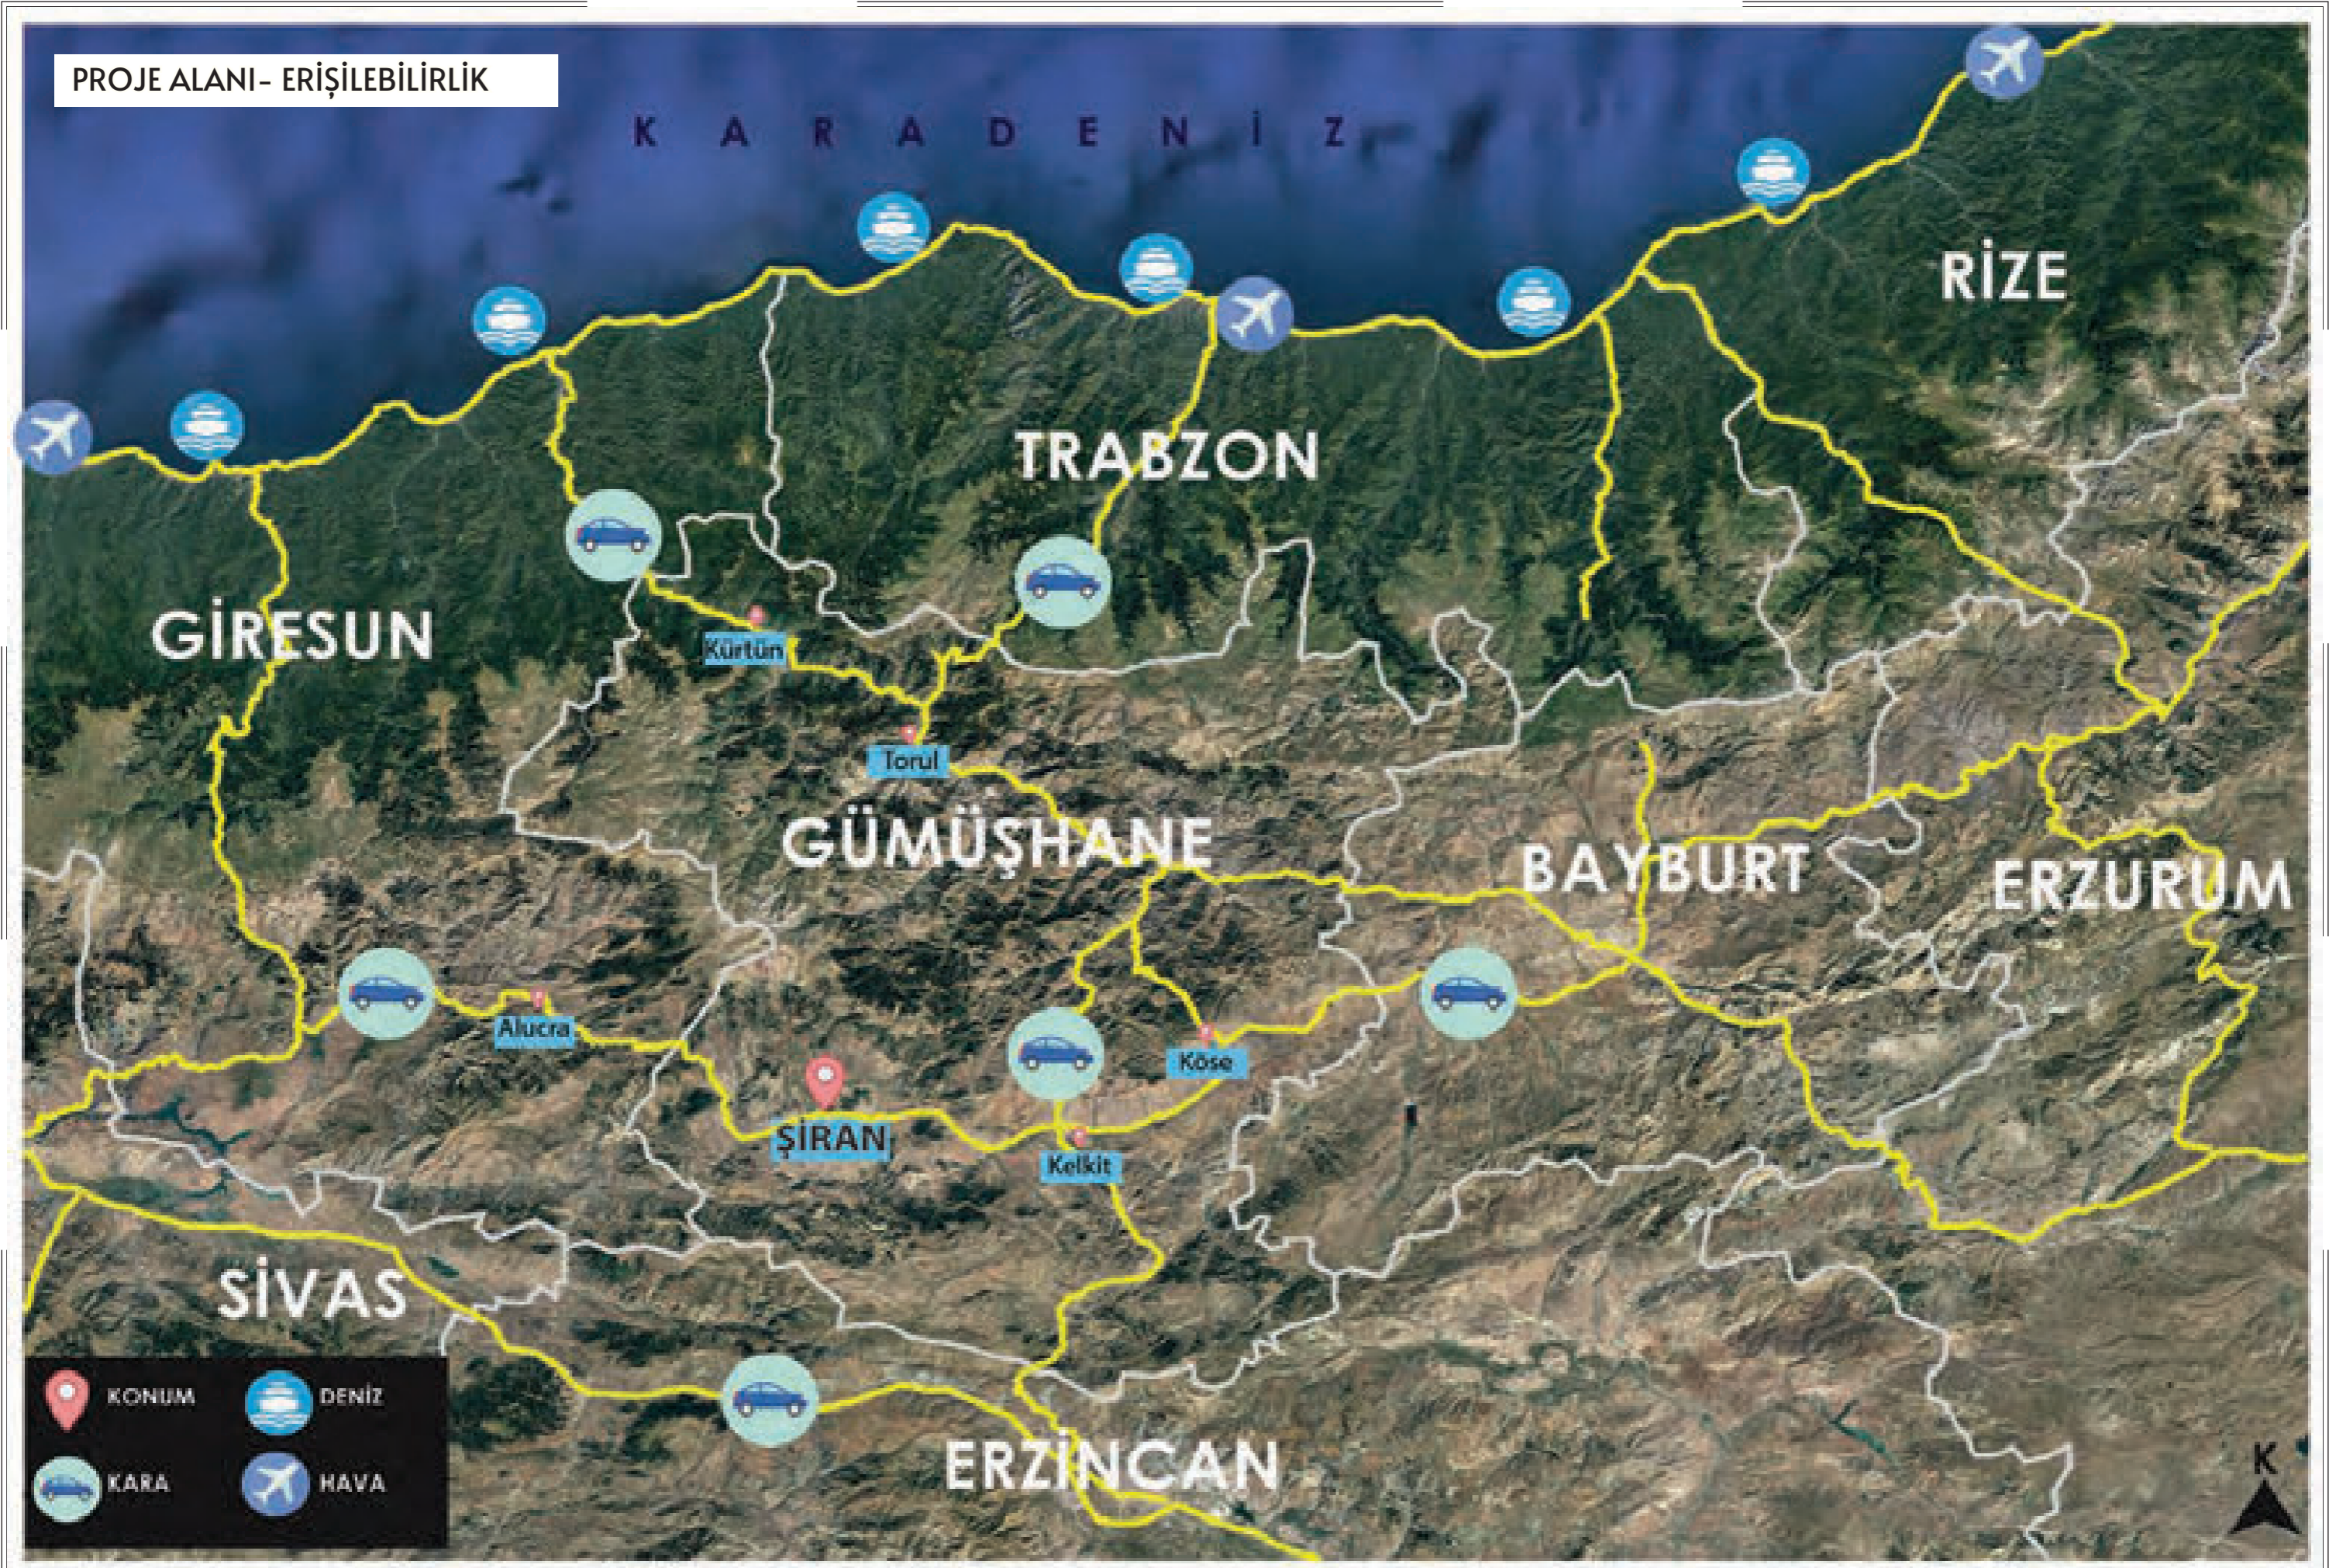 PROJE ALANI- ERİŞİLEBİLİRLİK
KARADENİZ
RİZE
TRABZON
GİRESUN
Kürtün
Torul
GÜMÜŞHANE
BAYBURT
ERZURUM
Alucra
Köse
ŞİRAN
Kelkit
SİVAS
ERZİNCAN
KONUM
DENİZ
KARA
HAVA
K